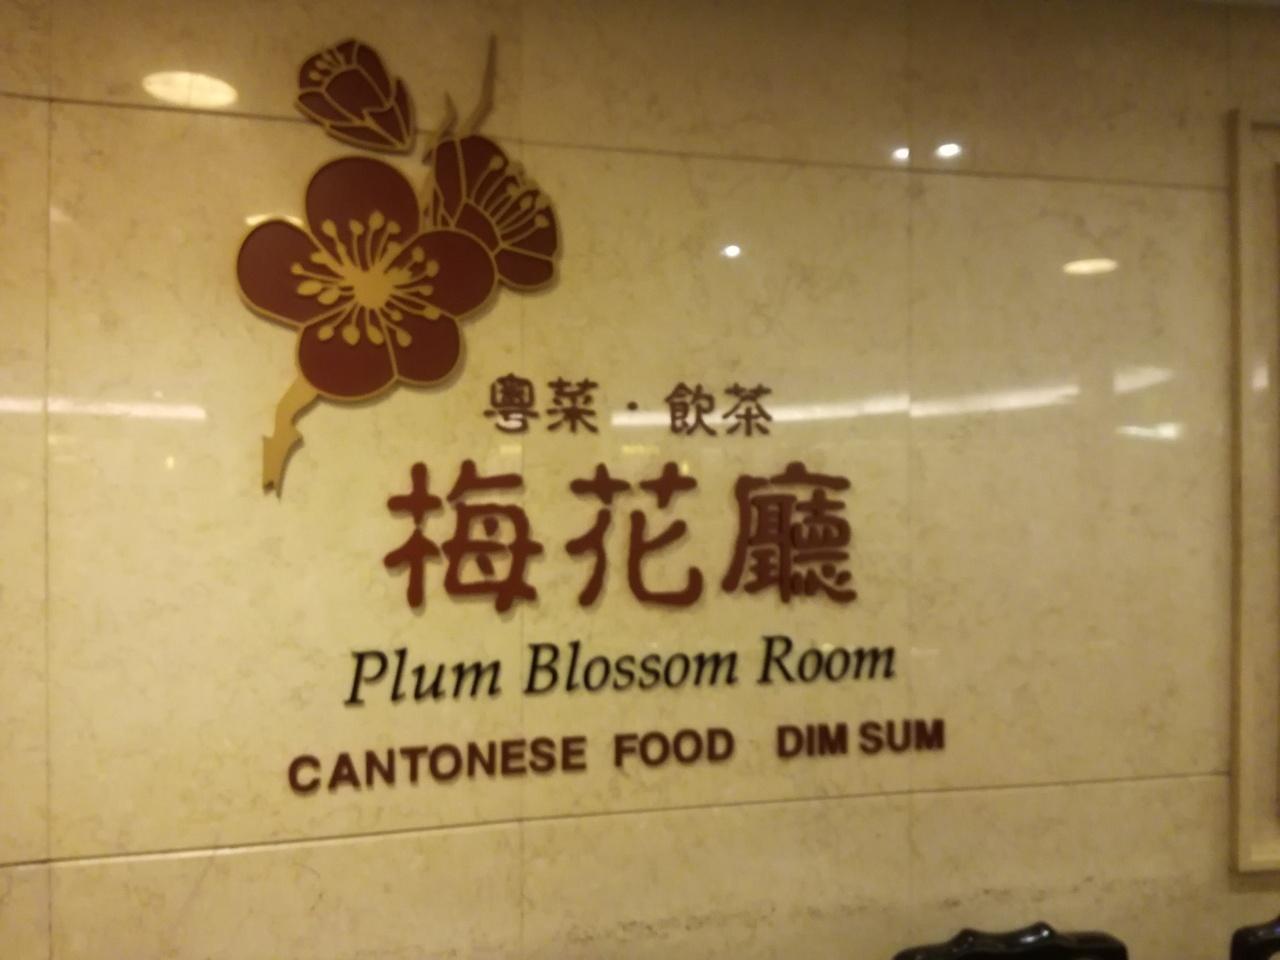 粵菜·飲茶
梅花廳
Plum Blossom Room
CANTONESE FOOD DIM SUM